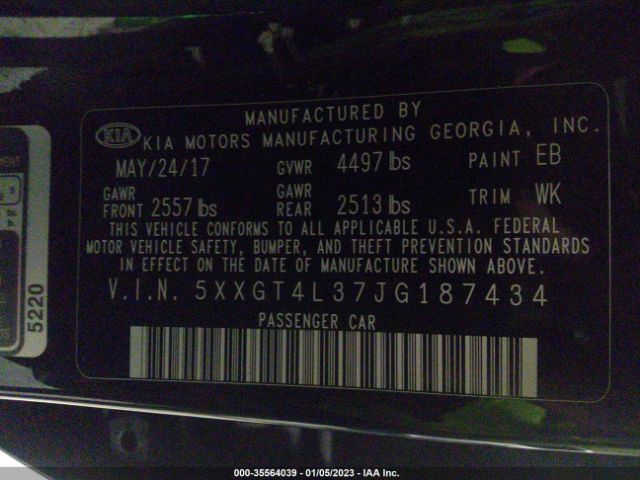 MANUFACTURED BY
KIA KIA MOTORS MANUFACTURING GEORGIA, INC.
MAY/24/17 GVWR 4497 lbs PAINT EB
GAWR FRONT 2557 lbs GAWR REAR 2513 lbs TRIM WK
THIS VEHICLE CONFORMS TO ALL APPLICABLE U.S.A. FEDERAL
MOTOR VEHICLE SAFETY, BUMPER, AND THEFT PREVENTION STANDARDS
IN EFFECT ON THE DATE OF MANUFACTURE SHOWN ABOVE.
V.I.N. 5XXGT4L37JG187434
PASSENGER CAR
5220
000-35564039 - 01/05/2023 - IAA Inc.